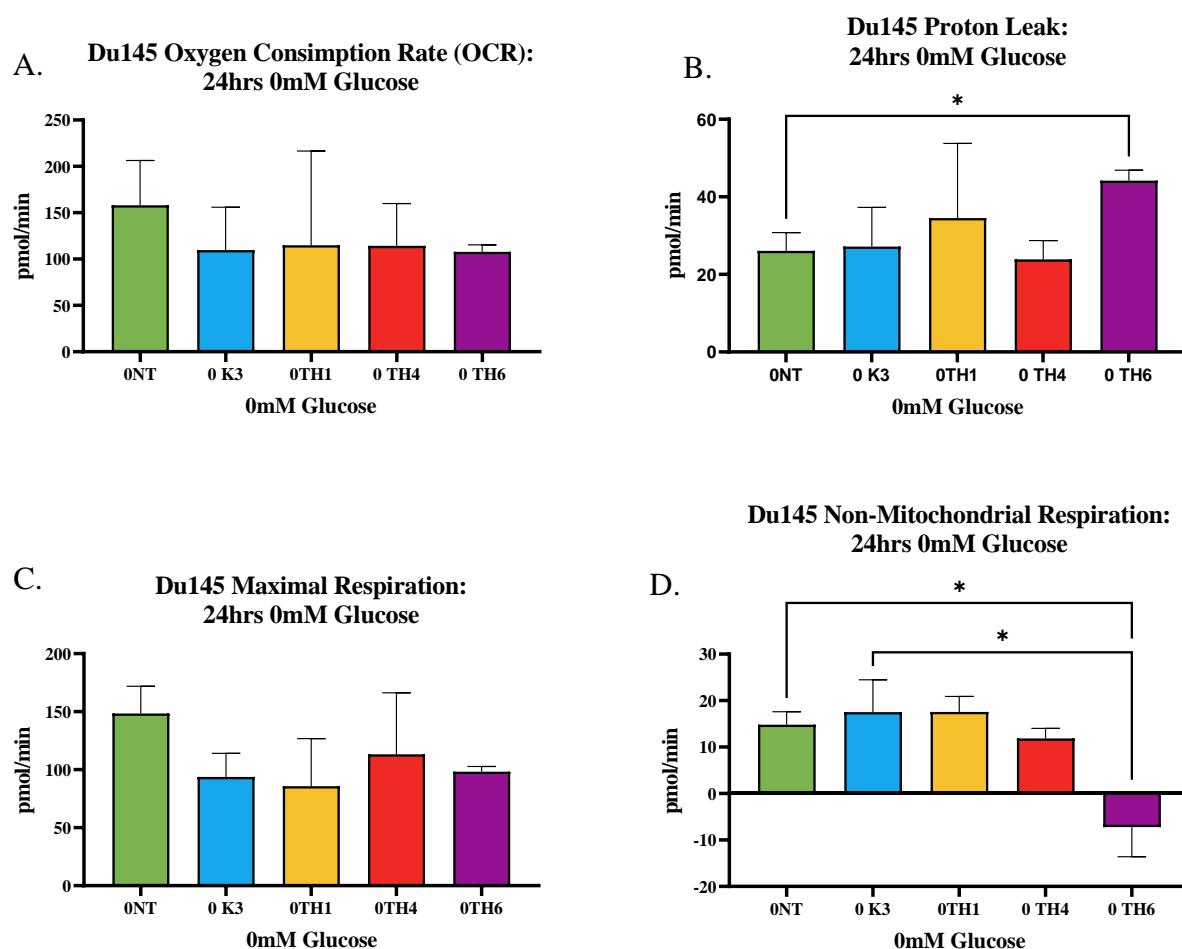 A.
Du145 Oxygen Consimption Rate (OCR):
24hrs 0mM Glucose
250
200
150
100
50
0
pmol/min
0NT 0 K3 0TH1 0 TH4 0 TH6
0mM Glucose
B.
Du145 Proton Leak:
24hrs 0mM Glucose
*
60
40
20
0
pmol/min
0NT 0 K3 0TH1 0 TH4 0 TH6
0mM Glucose
C.
Du145 Maximal Respiration:
24hrs 0mM Glucose
200
150
100
50
0
pmol/min
0NT 0 K3 0TH1 0TH4 0TH6
0mM Glucose
D.
Du145 Non-Mitochondrial Respiration:
24hrs 0mM Glucose
*
*
30
20
10
0
-10
-20
pmol/min
0NT 0 K3 0TH1 0 TH4 0 TH6
0mM Glucose